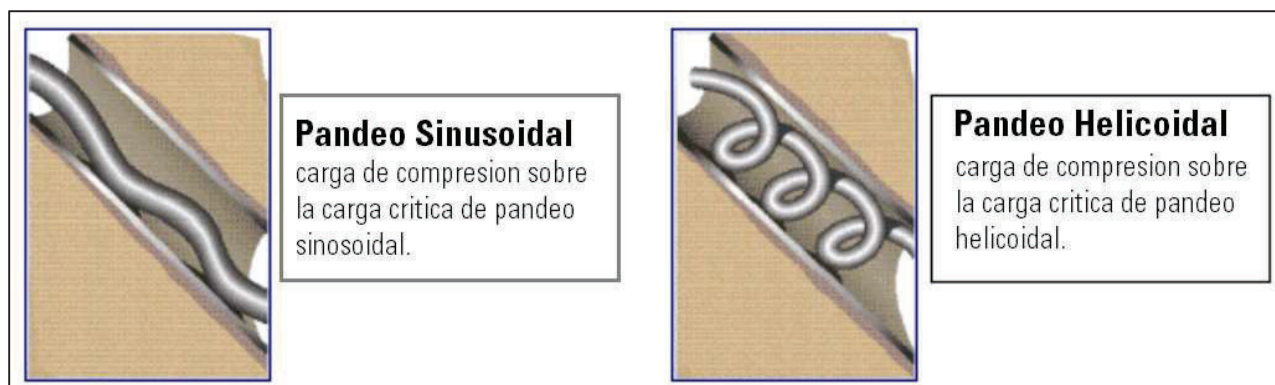 Pandeo Sinusoidal
carga de compresion sobre
la carga critica de pandeo
sinosoidal.
Pandeo Helicoidal
carga de compresion sobre
la carga critica de pandeo
helicoidal.